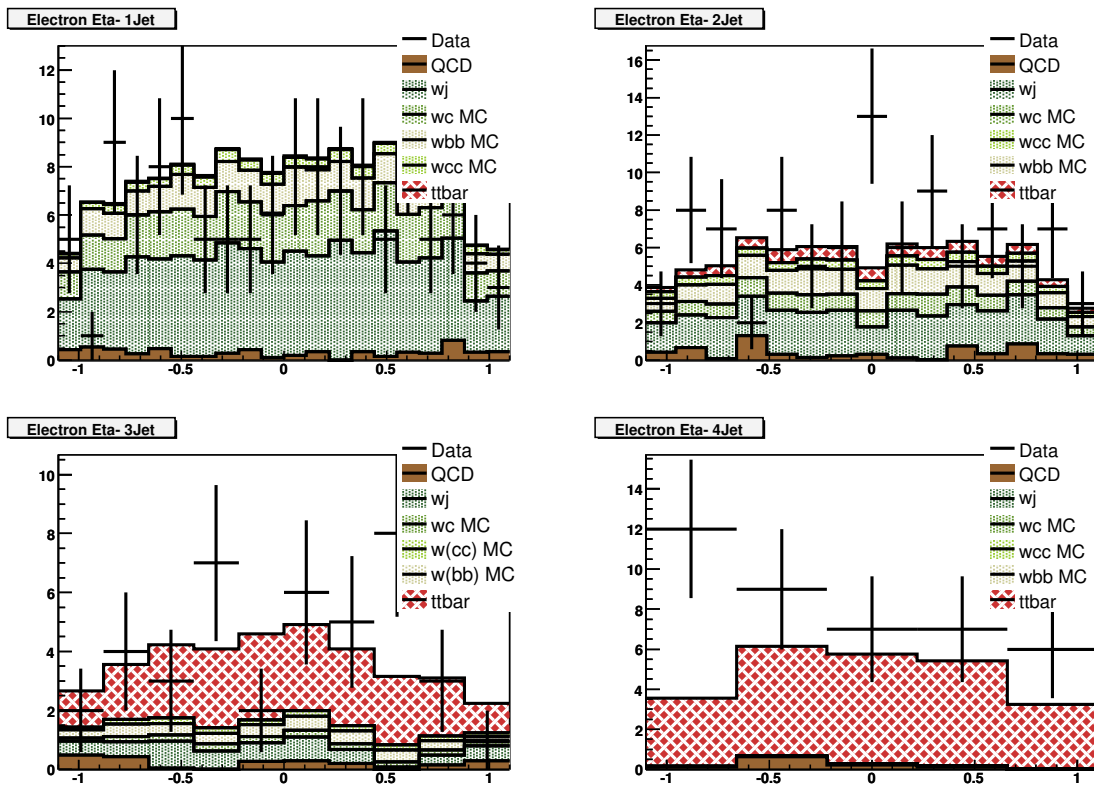 Electron Eta- 1Jet
Data
QCD
wj
wc MC
wbb MC
wcc MC
ttbar
12
10
8
6
4
2
0
-1 -0.5 0 0.5 1
Electron Eta- 2Jet
Data
QCD
wj
wc MC
wcc MC
wbb MC
ttbar
16
14
12
10
8
6
4
2
0
-1 -0.5 0 0.5 1
Electron Eta- 3Jet
Data
QCD
wj
wc MC
w(cc) MC
w(bb) MC
ttbar
10
8
6
4
2
0
-1 -0.5 0 0.5 1
Electron Eta- 4Jet
Data
QCD
wj
wc MC
wcc MC
wbb MC
ttbar
14
12
10
8
6
4
2
0
-1 -0.5 0 0.5 1